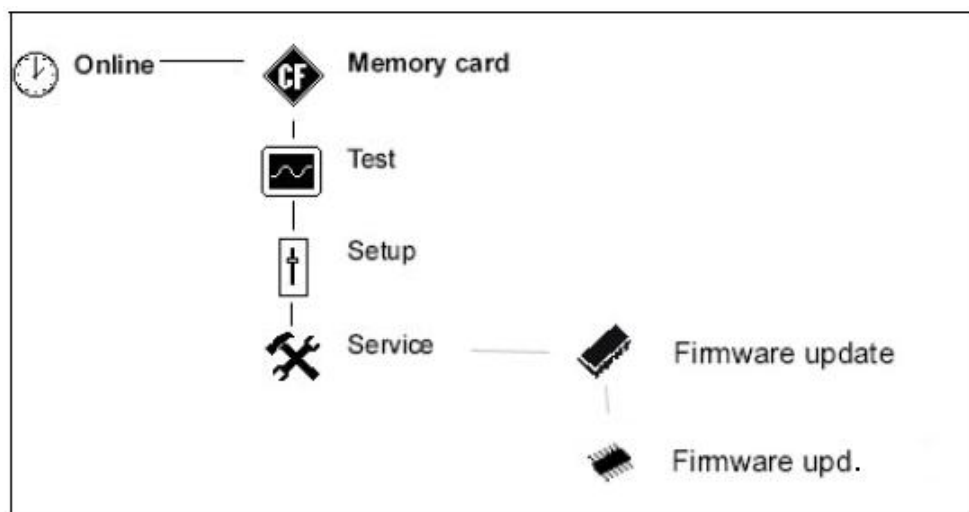 Online
CF
Memory card
Test
Setup
Service
Firmware update
Firmware upd.